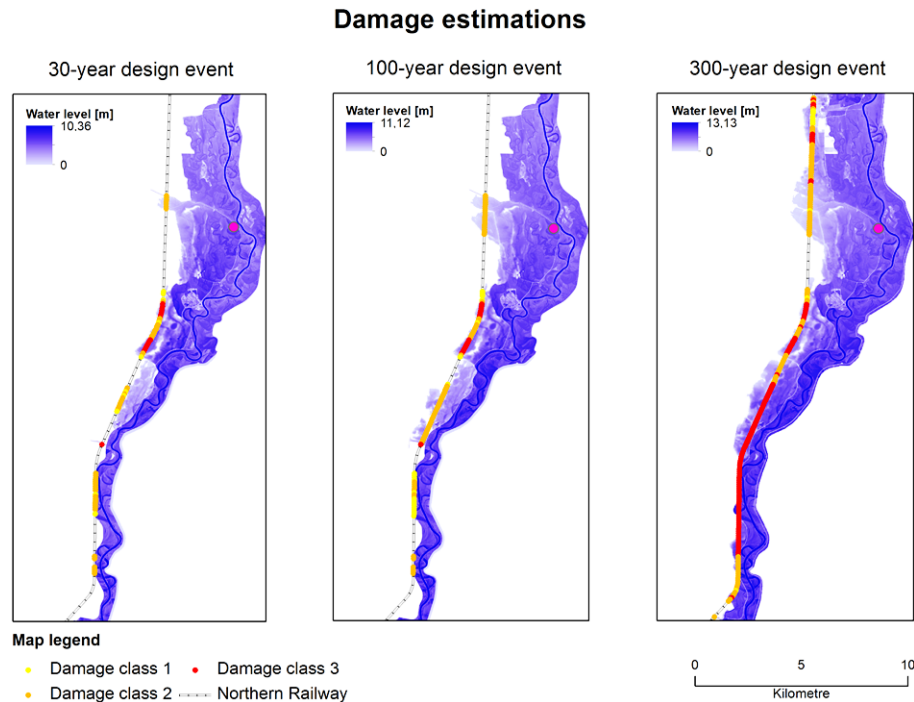 Damage estimations
30-year design event
100-year design event
300-year design event
Water level [m]
10.36
0
Water level [m]
11.12
0
Water level [m]
13.13
0
Map legend
Damage class 1
Damage class 3
Damage class 2
Northern Railway
0 5 10
Kilometre